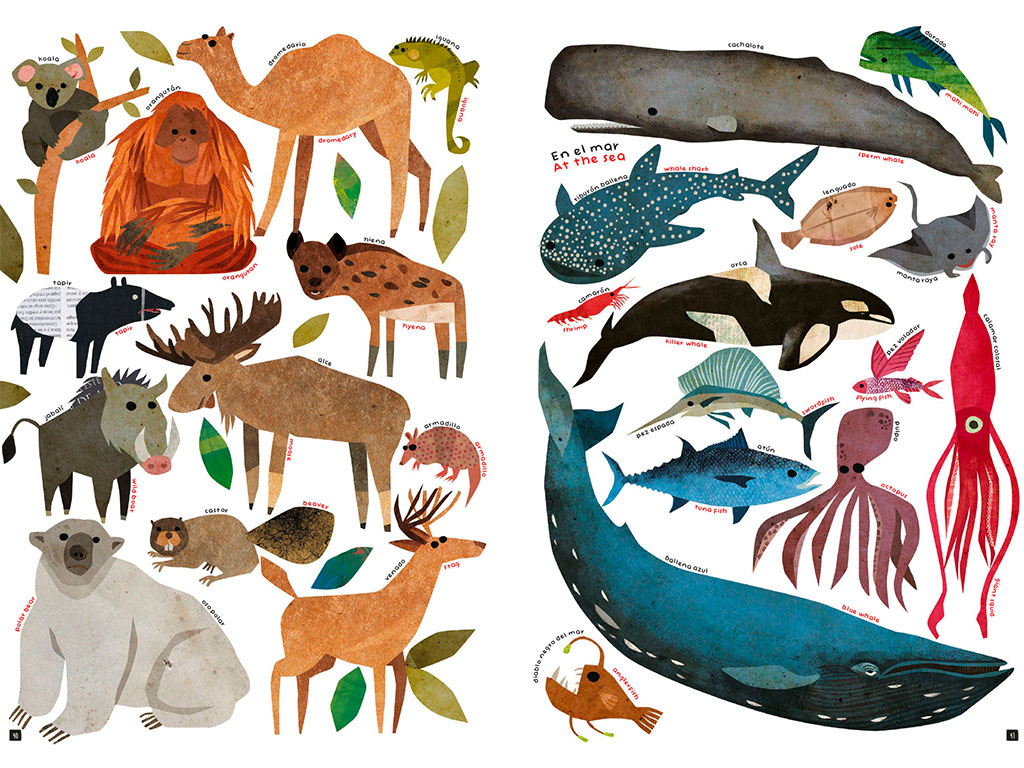 koala
koala
orangután
orangutan
dromedario
dromedary
iguana
iguana
tapir
tapir
hiena
hyena
alce
moose
jabalí
wild boar
armadillo
armadillo
castor
beaver
venado
stag
polar bear
oso polar
40
cachalote
sperm whale
dorado
mahi mahi
En el mar
At the sea
tiburón ballena
whale shark
lenguado
sole
manta ray
manta raya
orca
killer whale
camarón
shrimp
pez volador
flying fish
calamar colosal
giant squid
pez espada
swordfish
atún
tuna fish
pulpo
octopus
ballena azul
blue whale
diablo negro del mar
anglerfish
41